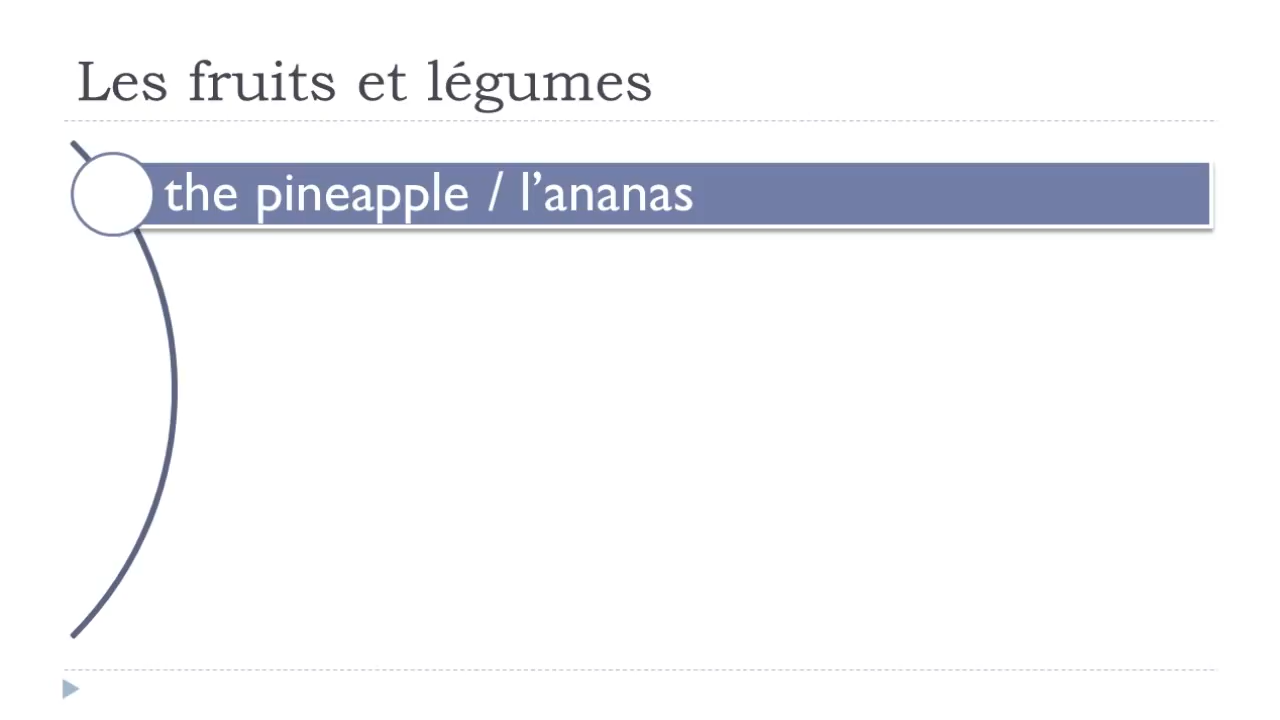 Les fruits et légumes
the pineapple / l’ananas